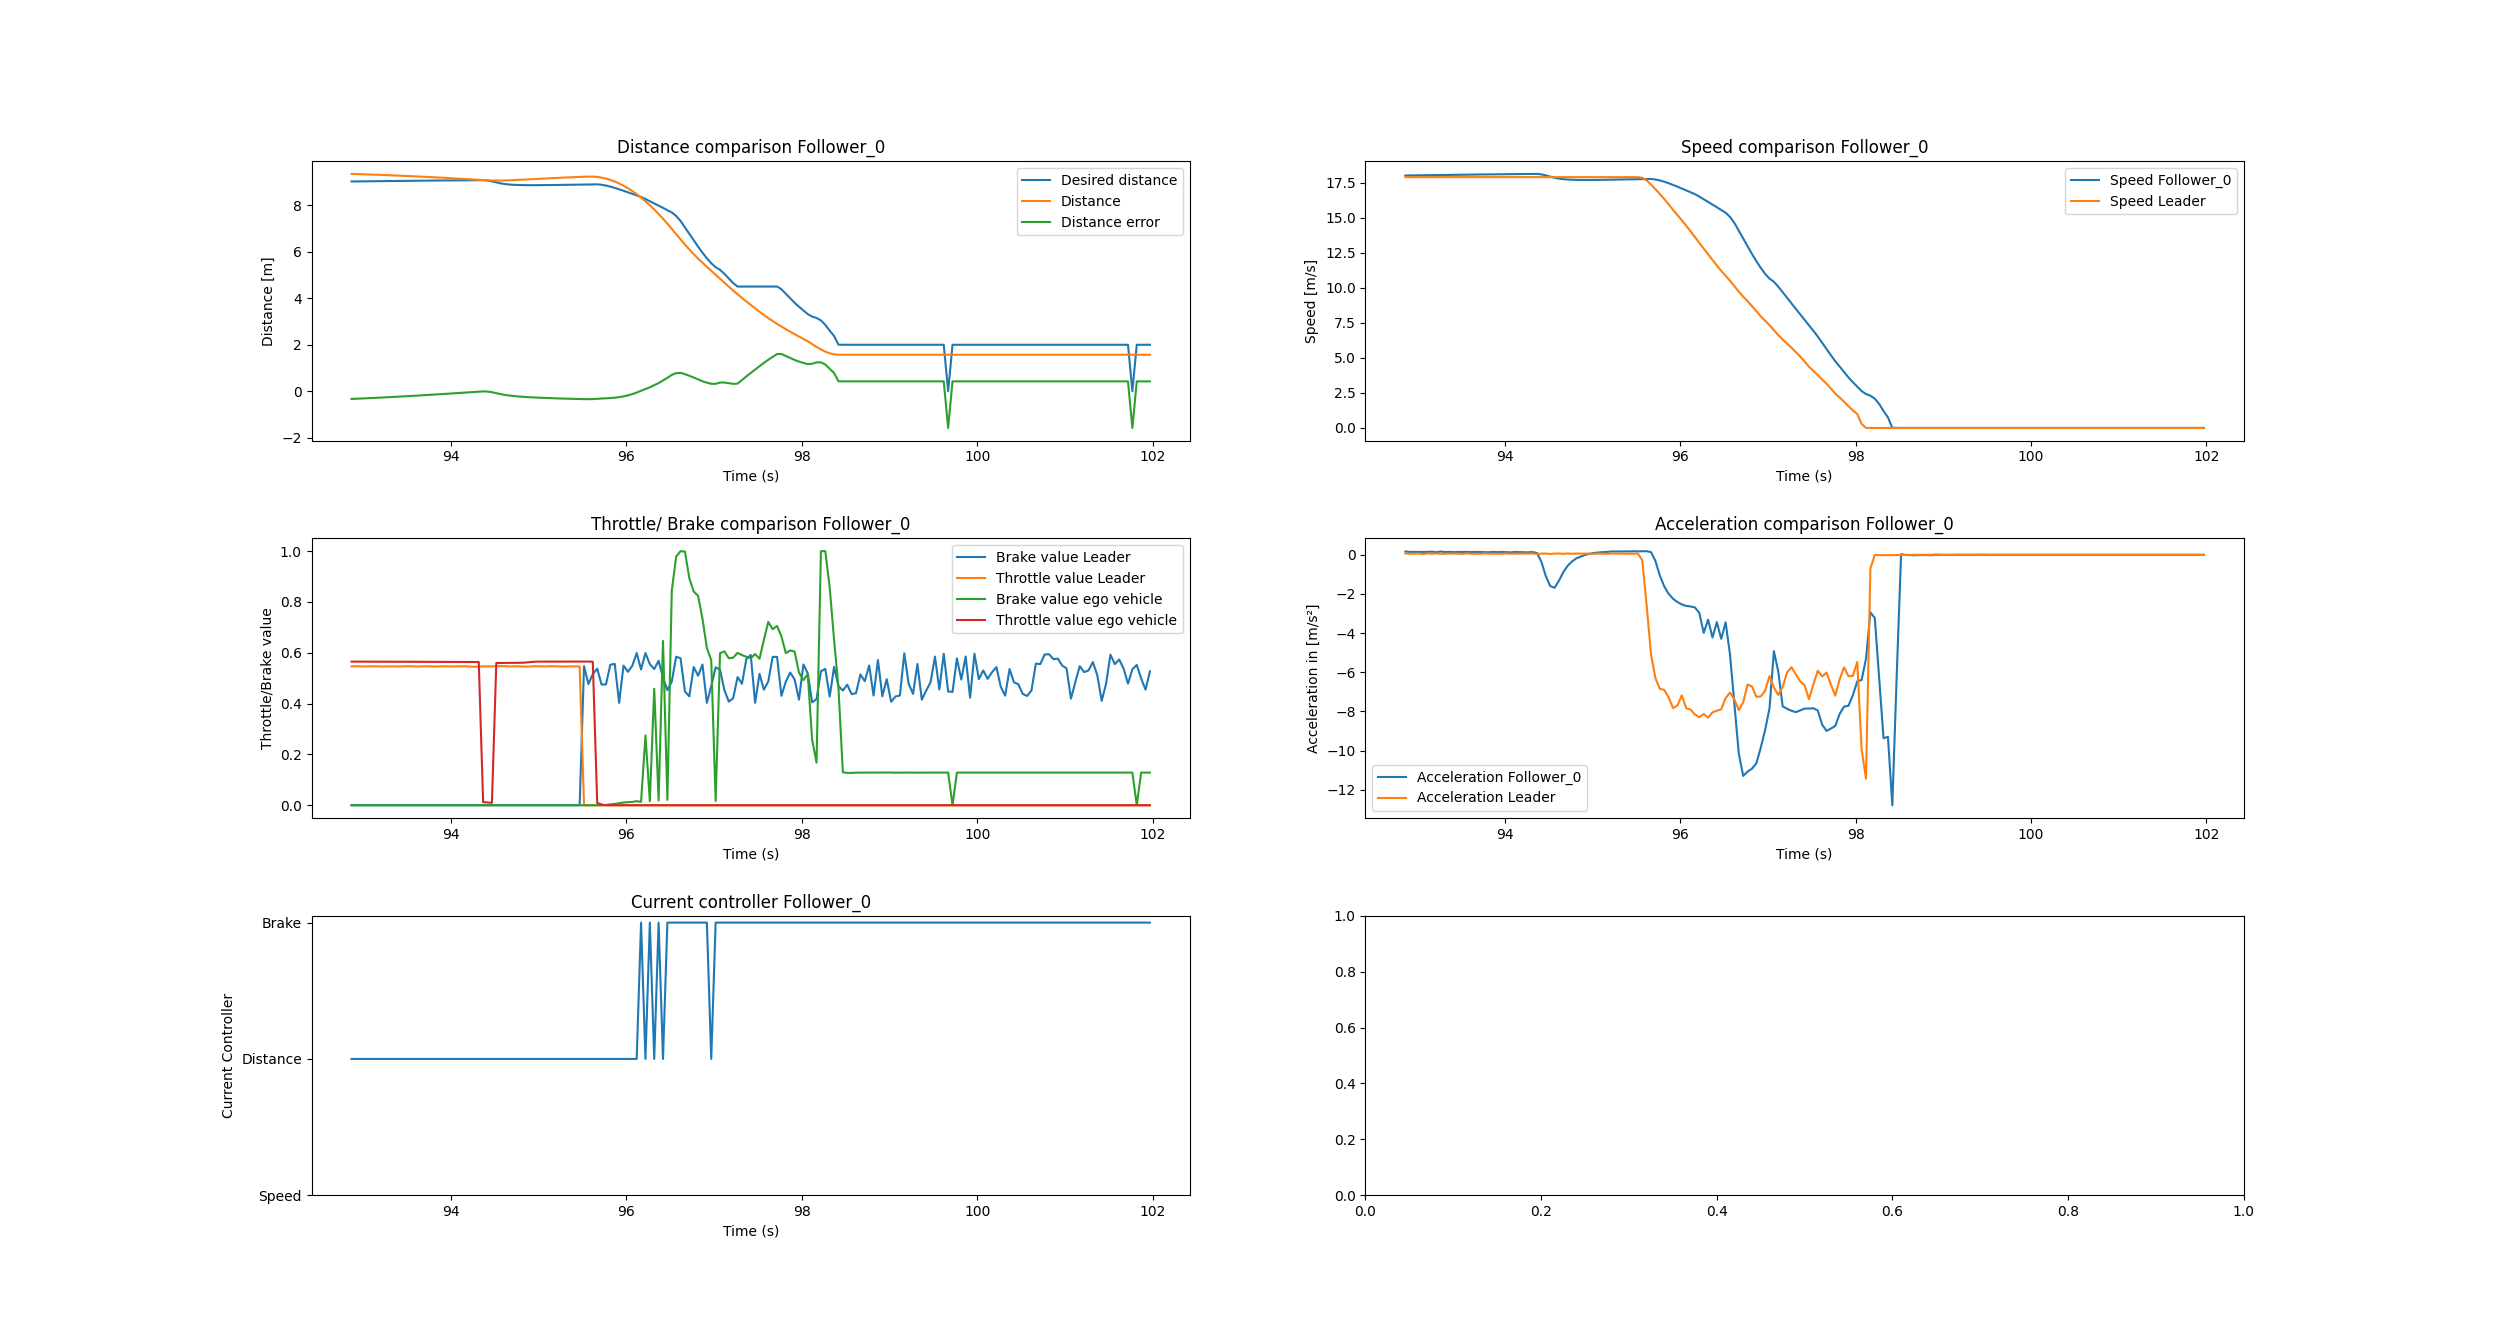 Distance comparison Follower_0
Distance [m]
8
6
4
2
0
−2
94 96 98 100 102
Time (s)
Desired distance
Distance
Distance error
Speed comparison Follower_0
Speed [m/s]
17.5
15.0
12.5
10.0
7.5
5.0
2.5
0.0
94 96 98 100 102
Time (s)
Speed Follower_0
Speed Leader
Throttle/ Brake comparison Follower_0
Throttle/Brake value
1.0
0.8
0.6
0.4
0.2
0.0
94 96 98 100 102
Time (s)
Brake value Leader
Throttle value Leader
Brake value ego vehicle
Throttle value ego vehicle
Acceleration comparison Follower_0
Acceleration in [m/s²]
0
−2
−4
−6
−8
−10
−12
94 96 98 100 102
Time (s)
Acceleration Follower_0
Acceleration Leader
Current controller Follower_0
Current Controller
Brake
Distance
Speed
94 96 98 100 102
Time (s)
1.0
0.8
0.6
0.4
0.2
0.0
0.0 0.2 0.4 0.6 0.8 1.0